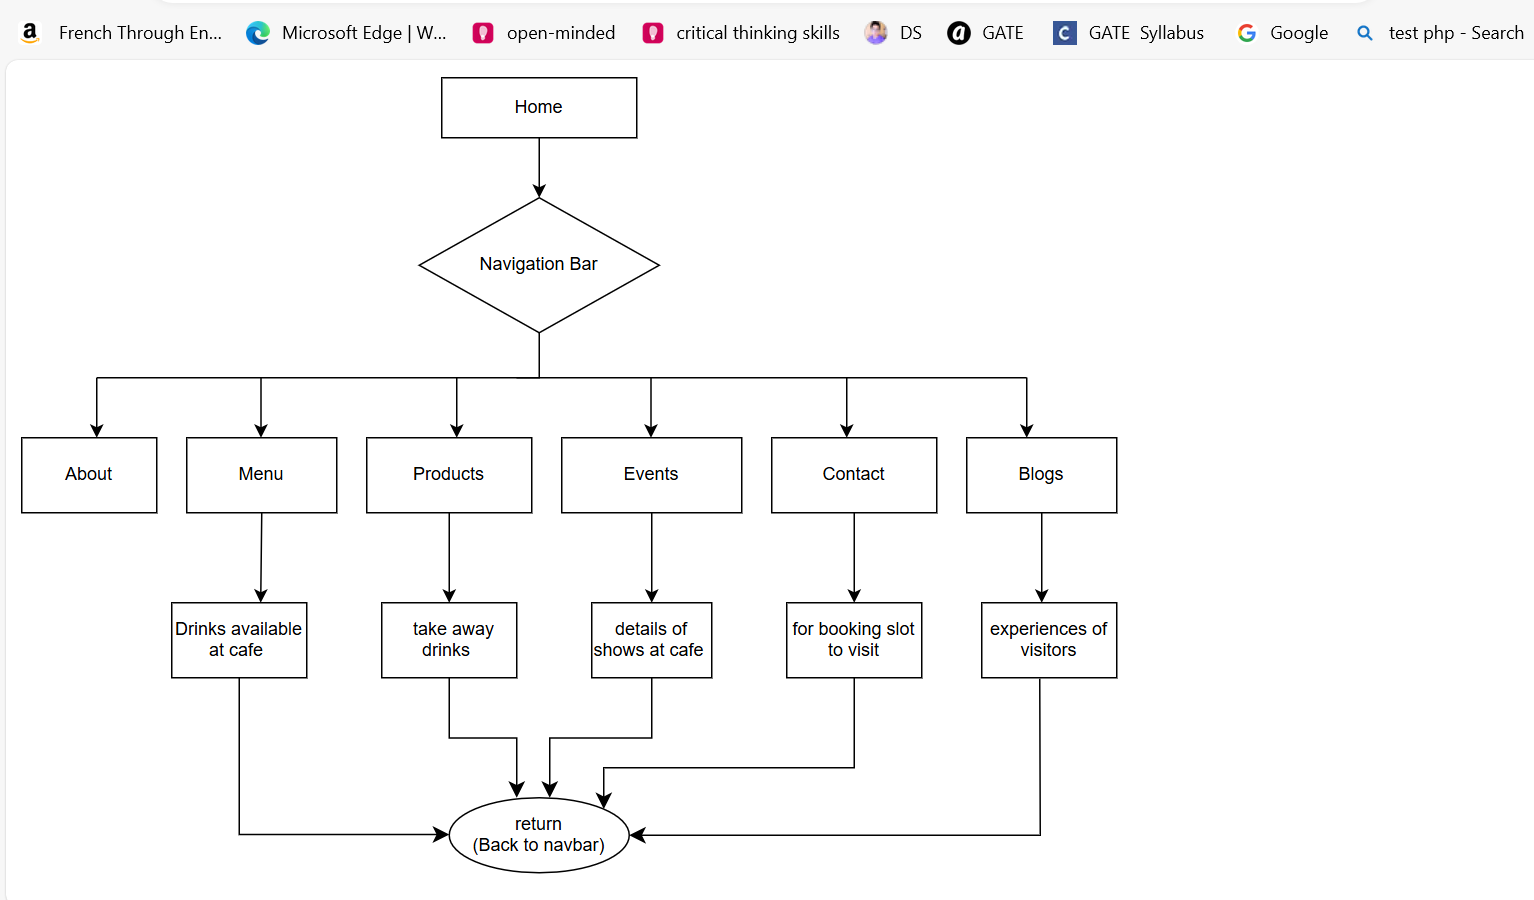 French Through En...
Microsoft Edge | W...
open-minded
critical thinking skills
DS
GATE
GATE Syllabus
Google
test php - Search
Home
Navigation Bar
About
Menu
Products
Events
Contact
Blogs
Drinks available
at cafe
take away
drinks
details of
shows at cafe
for booking slot
to visit
experiences of
visitors
return
(Back to navbar)